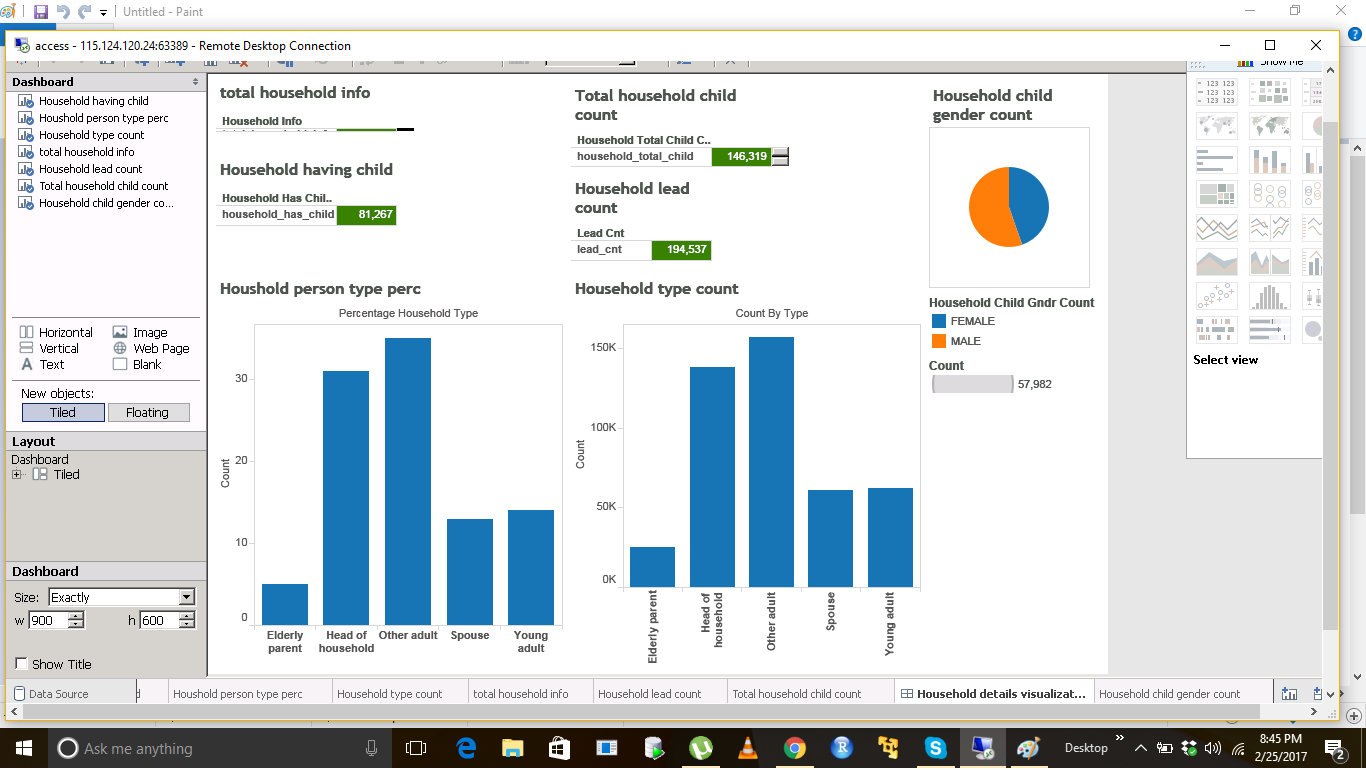 Untitled - Paint
access - 115.124.120.24:63389 - Remote Desktop Connection
Dashboard
Household having child
Houshold person type perc
Household type count
total household info
Household lead count
Total household child count
Household child gender co...
Horizontal
Image
Vertical
Web Page
Text
Blank
New objects:
Tiled
Floating
Layout
Dashboard
Tiled
Dashboard
Size:
Exactly
w
900
h
600
Show Title
total household info
Household Info
Household having child
Household Has Chil..
household_has_child
81,267
Total household child
count
Household Total Child C..
household_total_child
146,319
Household lead
count
Lead Cnt
lead_cnt
194,537
Household child
gender count
Household Child Gndr Count
FEMALE
MALE
Count
57,982
Houshold person type perc
Percentage Household Type
Count
30
20
10
0
Elderly
parent
Head of
household
Other adult
Spouse
Young
adult
Household type count
Count By Type
Count
150K
100K
50K
0K
Elderly parent
Head of
household
Other adult
Spouse
Young adult
Show Me
Select view
Data Source
Houshold person type perc
Household type count
total household info
Household lead count
Total household child count
Household details visualizat...
Household child gender count
Ask me anything
Desktop
8:45 PM
2/25/2017
2